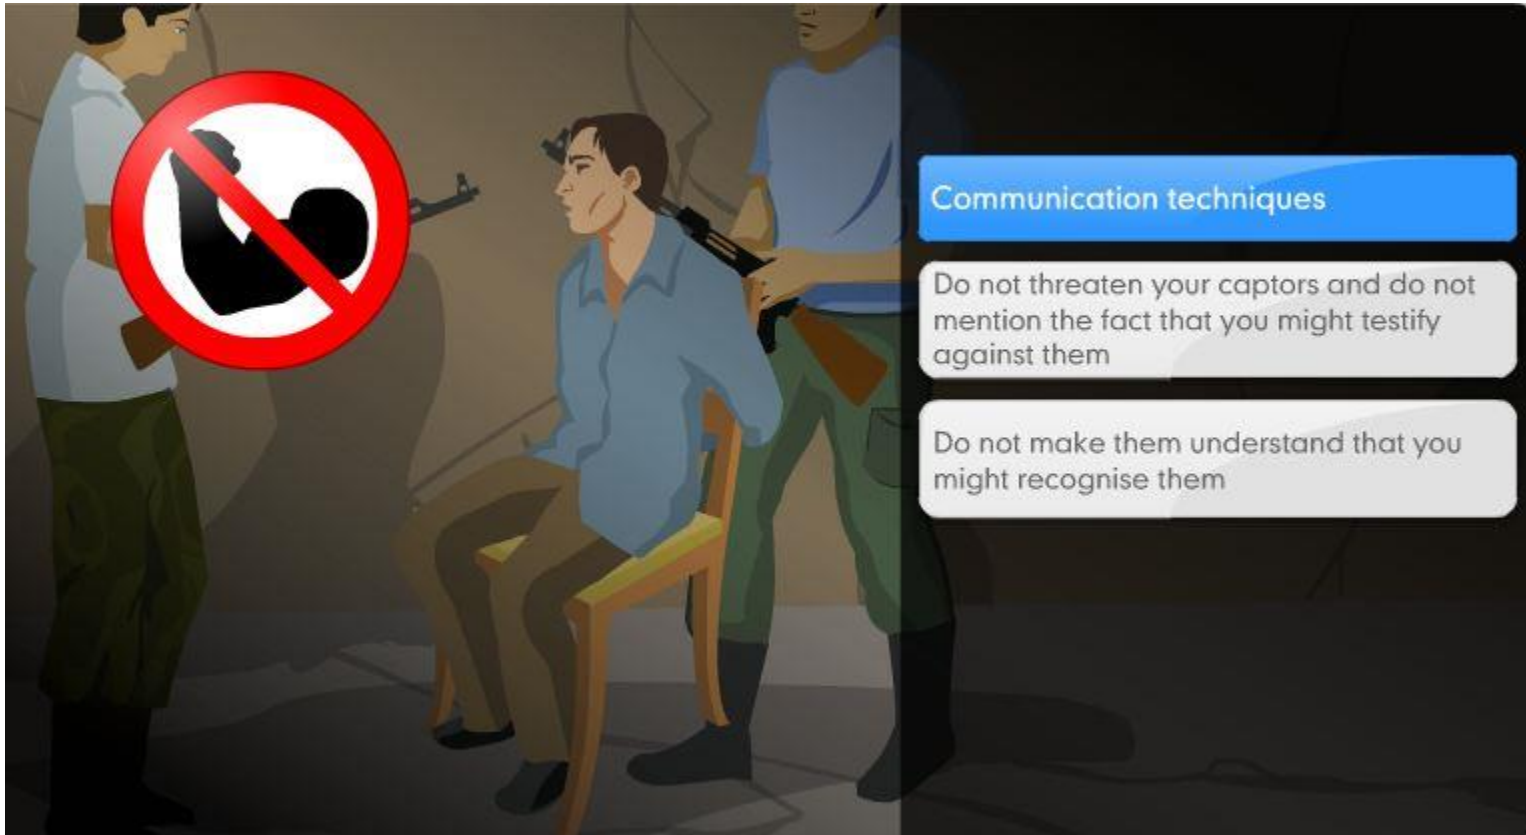 Communication techniques
Do not threaten your captors and do not
mention the fact that you might testify
against them
Do not make them understand that you
might recognise them